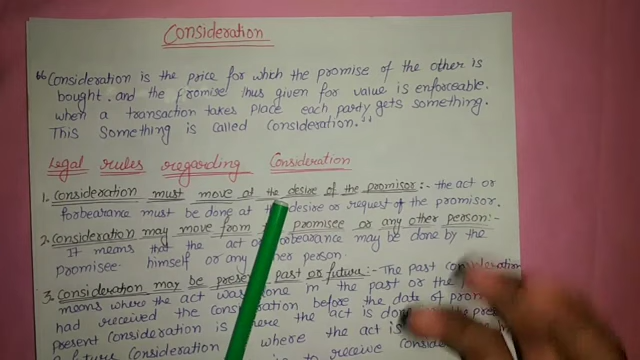 Consideration
"Consideration is the price for which the promise of the other is
bought. and the promise thus given for value is enforceable.
when a transaction takes place each party gets something.
This something is called consideration."
Legal rules regarding Consideration
1. Consideration must move at the desire of the promisor:- the act or
forbearance must be done at the desire or request of the promisor.
2. Consideration may move from promisee or any other person:-
It means that the act or forbearance may be done by the
promisee himself or any other person.
3. Consideration may be present past or future:- The past consideration
means where the act was done in the past or the
had received the consideration before the date of
present consideration is where the act is
future consideration where the act is
to receive